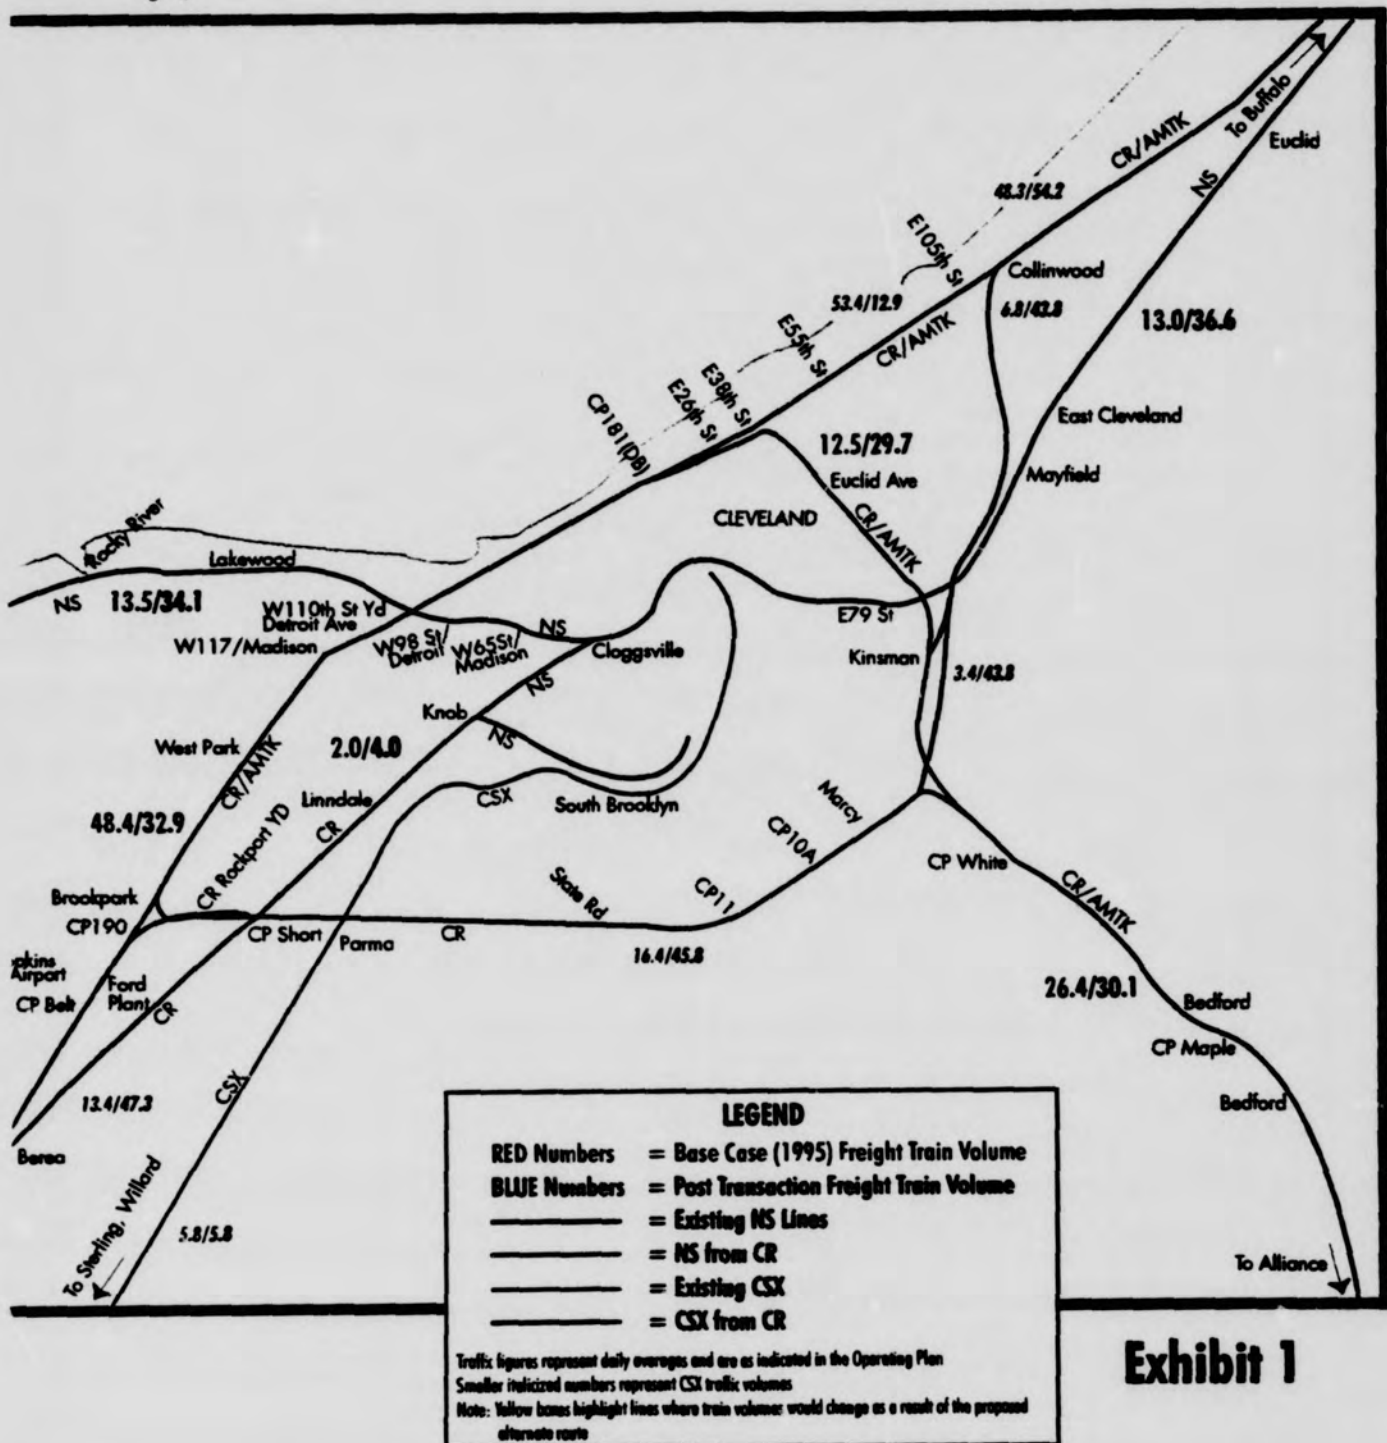 To Buffalo
Euclid
CR/AMTK
NS
48.3/54.2
E105th St
Collinwood
53.4/12.9
6.8/43.8
13.0/36.6
E55th St
CR/AMTK
E38th St
E26th St
CP181(DB)
East Cleveland
12.5/29.7
Mayfield
Euclid Ave
CLEVELAND
CR/AMTK
Rocky River
Lakewood
NS
13.5/34.1
W110th St Yd
Detroit Ave
W117/Madison
W98 St/
Detroit
W65St/
Madison
NS
Cloggsville
E79 St
Kinsman
3.4/43.8
NS
Knob
NS
West Park
CR/AMTK
2.0/4.0
Linndale
CR
CSX
South Brooklyn
Marcy
48.4/32.9
CR Rockport YD
CP10A
CP White
CR/AMTK
Brookpark
CP190
State Rd
CP11
CP Short
Parma
CR
16.4/45.8
pkins
Airport
CP Belt
Ford
Plant
CR
26.4/30.1
Bedford
CP Maple
Bedford
13.4/47.3
CSX
Berea
To Sterling, Willard
5.8/5.8
To Alliance
LEGEND
RED Numbers = Base Case (1995) Freight Train Volume
BLUE Numbers = Post Transaction Freight Train Volume
= Existing NS Lines
= NS from CR
= Existing CSX
= CSX from CR
Traffix figures represent daily averages and are as indicated in the Operating Plan
Smaller italicized numbers represent CSX traffic volumes
Note: Yellow boxes highlight lines where train volumes would change as a result of the proposed
alternate route
Exhibit 1